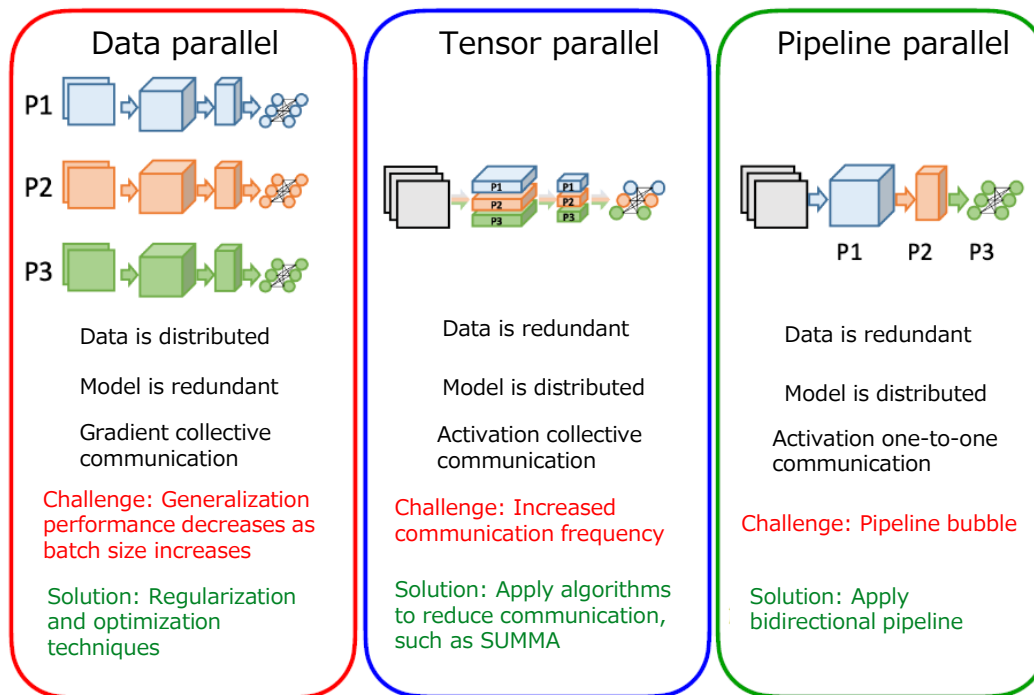 Data parallel
P1
P2
P3
Data is distributed
Model is redundant
Gradient collective
communication
Challenge: Generalization
performance decreases as
batch size increases
Solution: Regularization
and optimization
techniques
Tensor parallel
P1
P2
P3
P1
P2
P3
Data is redundant
Model is distributed
Activation collective
communication
Challenge: Increased
communication frequency
Solution: Apply algorithms
to reduce communication,
such as SUMMA
Pipeline parallel
P1
P2
P3
Data is redundant
Model is distributed
Activation one-to-one
communication
Challenge: Pipeline bubble
Solution: Apply
bidirectional pipeline